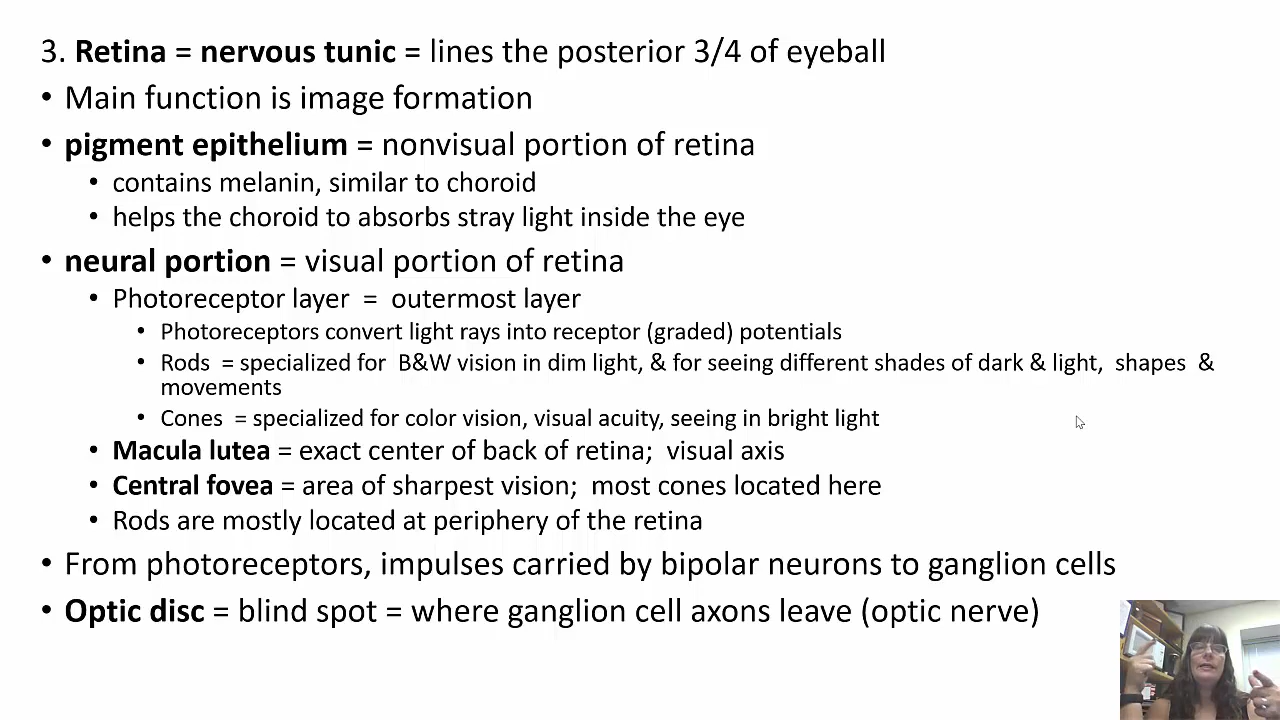 3. Retina = nervous tunic = lines the posterior 3/4 of eyeball
• Main function is image formation
• pigment epithelium = nonvisual portion of retina
• contains melanin, similar to choroid
• helps the choroid to absorbs stray light inside the eye
• neural portion = visual portion of retina
• Photoreceptor layer = outermost layer
• Photoreceptors convert light rays into receptor (graded) potentials
• Rods = specialized for B&W vision in dim light, & for seeing different shades of dark & light, shapes &
movements
• Cones = specialized for color vision, visual acuity, seeing in bright light
• Macula lutea = exact center of back of retina; visual axis
• Central fovea = area of sharpest vision; most cones located here
• Rods are mostly located at periphery of the retina
• From photoreceptors, impulses carried by bipolar neurons to ganglion cells
• Optic disc = blind spot = where ganglion cell axons leave (optic nerve)